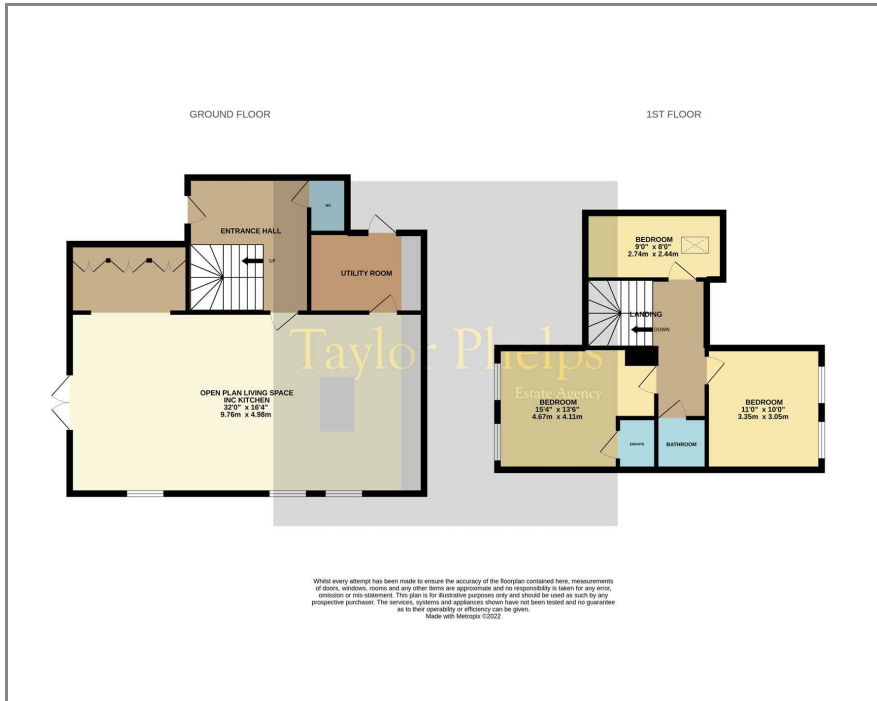 GROUND FLOOR
1ST FLOOR
WC
ENTRANCE HALL
UP
UTILITY ROOM
OPEN PLAN LIVING SPACE
INC KITCHEN
32'0" x 16'4"
9.76m x 4.98m
BEDROOM
9'0" x 8'0"
2.74m x 2.44m
LANDING
DOWN
BEDROOM
15'4" x 13'6"
4.67m x 4.11m
ENSUITE
BATHROOM
BEDROOM
11'0" x 10'0"
3.35m x 3.05m
Taylor Phelps
Estate Agency
Whilst every attempt has been made to ensure the accuracy of the floorplan contained here, measurements
of doors, windows, rooms and any other items are approximate and no responsibility is taken for any error,
omission or mis-statement. This plan is for illustrative purposes only and should be used as such by any
prospective purchaser. The services, systems and appliances shown have not been tested and no guarantee
as to their operability or efficiency can be given.
Made with Metropix ©2022